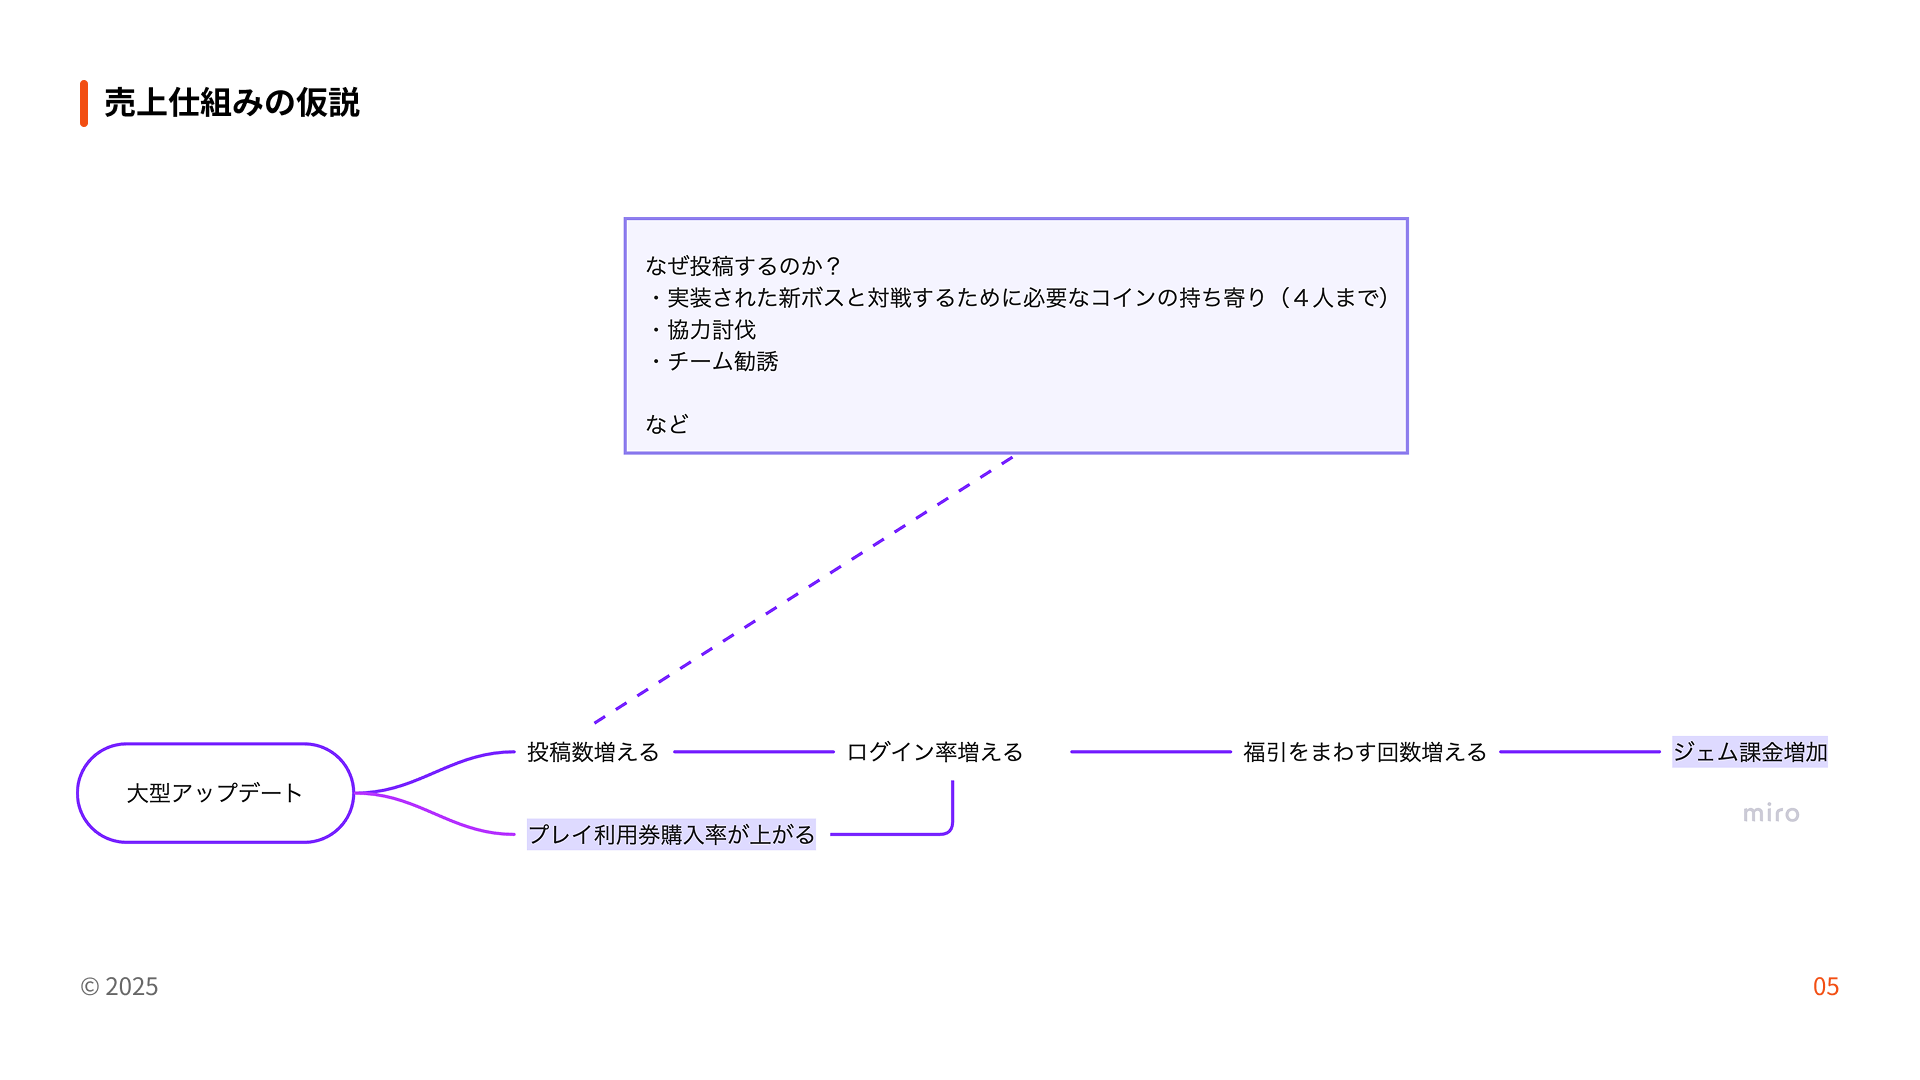 売上仕組みの仮説
なぜ投稿するのか？
・実装された新ボスと対戦するために必要なコインの持ち寄り（４人まで）
・協力討伐
・チーム勧誘
など
大型アップデート
投稿数増える
ログイン率増える
福引をまわす回数増える
ジェム課金増加
プレイ利用券購入率が上がる
miro
© 2025
05